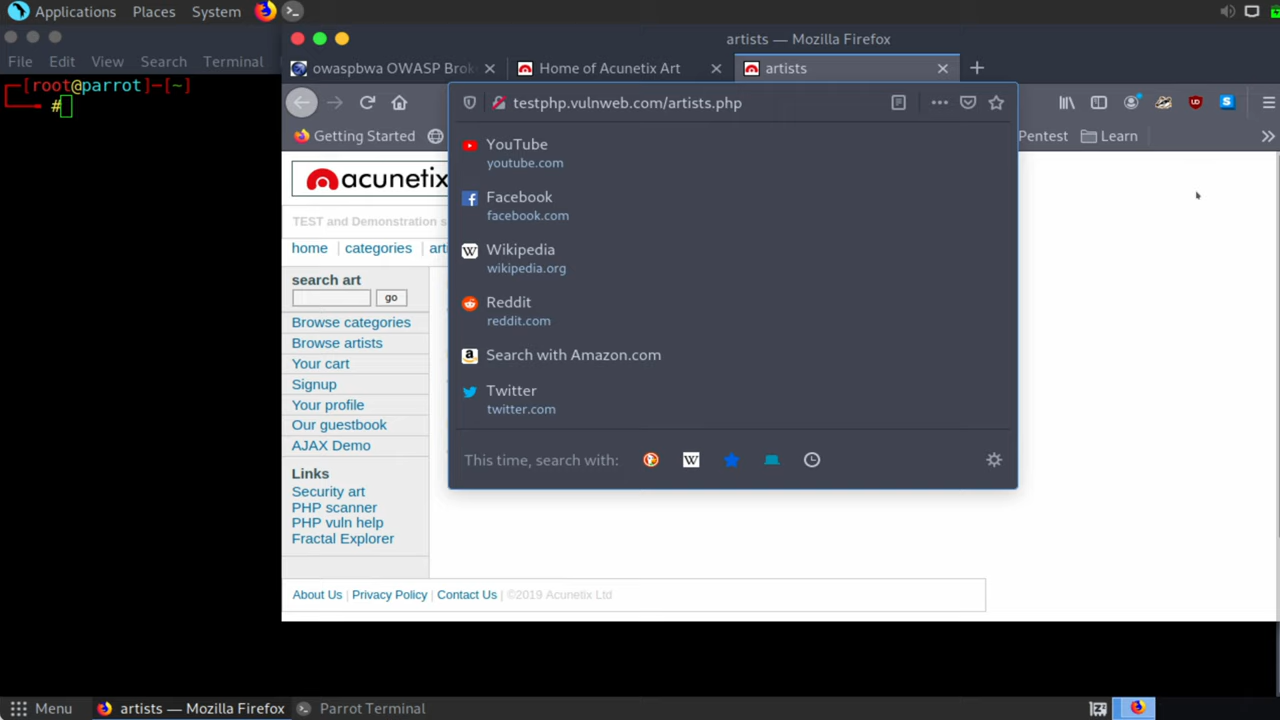 Applications Places System
artists — Mozilla Firefox
File Edit View Search Terminal
owaspbwa OWASP Brok
Home of Acunetix Art
artists
[root@parrot]-[~]
#
testphp.vulnweb.com/artists.php
Getting Started
Pentest
Learn
YouTube
youtube.com
Facebook
facebook.com
Wikipedia
wikipedia.org
Reddit
reddit.com
Search with Amazon.com
Twitter
twitter.com
This time, search with:
acunetix
TEST and Demonstration s
home | categories | arti
search art
go
Browse categories
Browse artists
Your cart
Signup
Your profile
Our guestbook
AJAX Demo
Links
Security art
PHP scanner
PHP vuln help
Fractal Explorer
About Us | Privacy Policy | Contact Us | ©2019 Acunetix Ltd
Menu
artists — Mozilla Firefox
Parrot Terminal